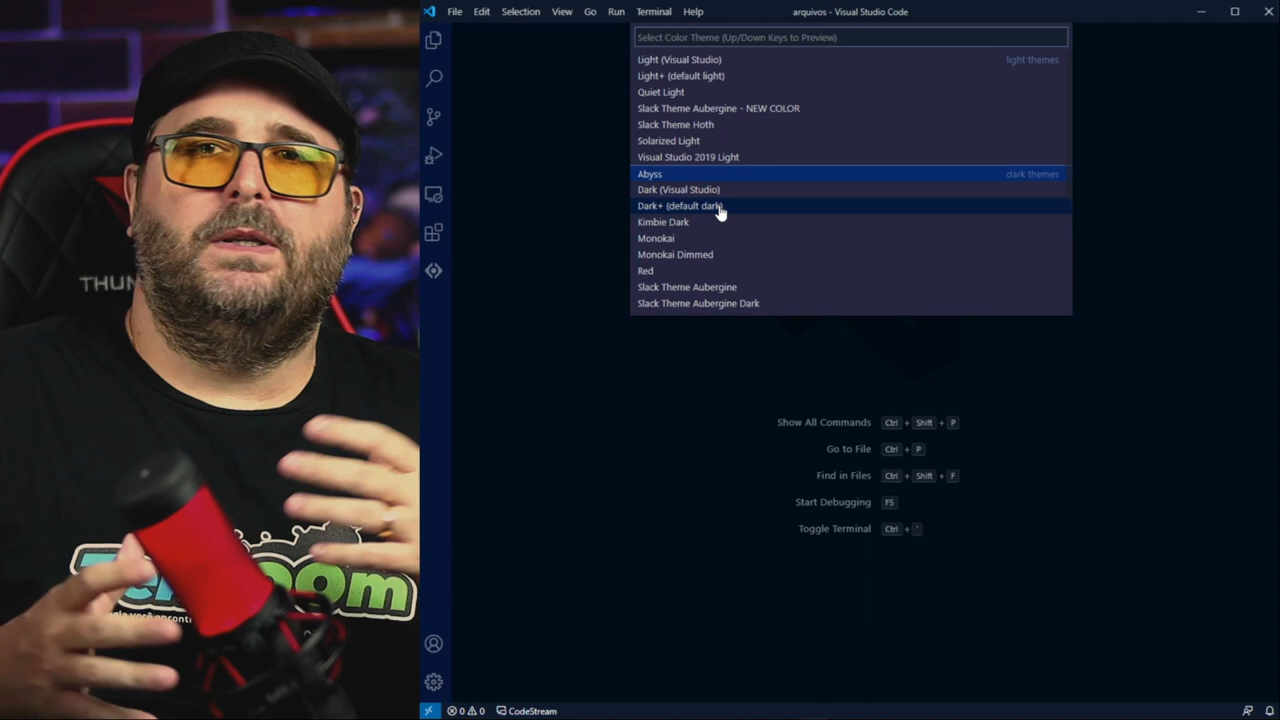 File Edit Selection View Go Run Terminal Help
arquivos - Visual Studio Code
Select Color Theme (Up/Down Keys to Preview)
Light (Visual Studio) light themes
Light+ (default light)
Quiet Light
Slack Theme Aubergine - NEW COLOR
Slack Theme Hoth
Solarized Light
Visual Studio 2019 Light
Abyss dark themes
Dark (Visual Studio)
Dark+ (default dark)
Kimbie Dark
Monokai
Monokai Dimmed
Red
Slack Theme Aubergine
Slack Theme Aubergine Dark
THUN
Show All Commands Ctrl + Shift + P
Go to File Ctrl + P
Find in Files Ctrl + Shift + F
Start Debugging F5
Toggle Terminal Ctrl + `
0 0 CodeStream